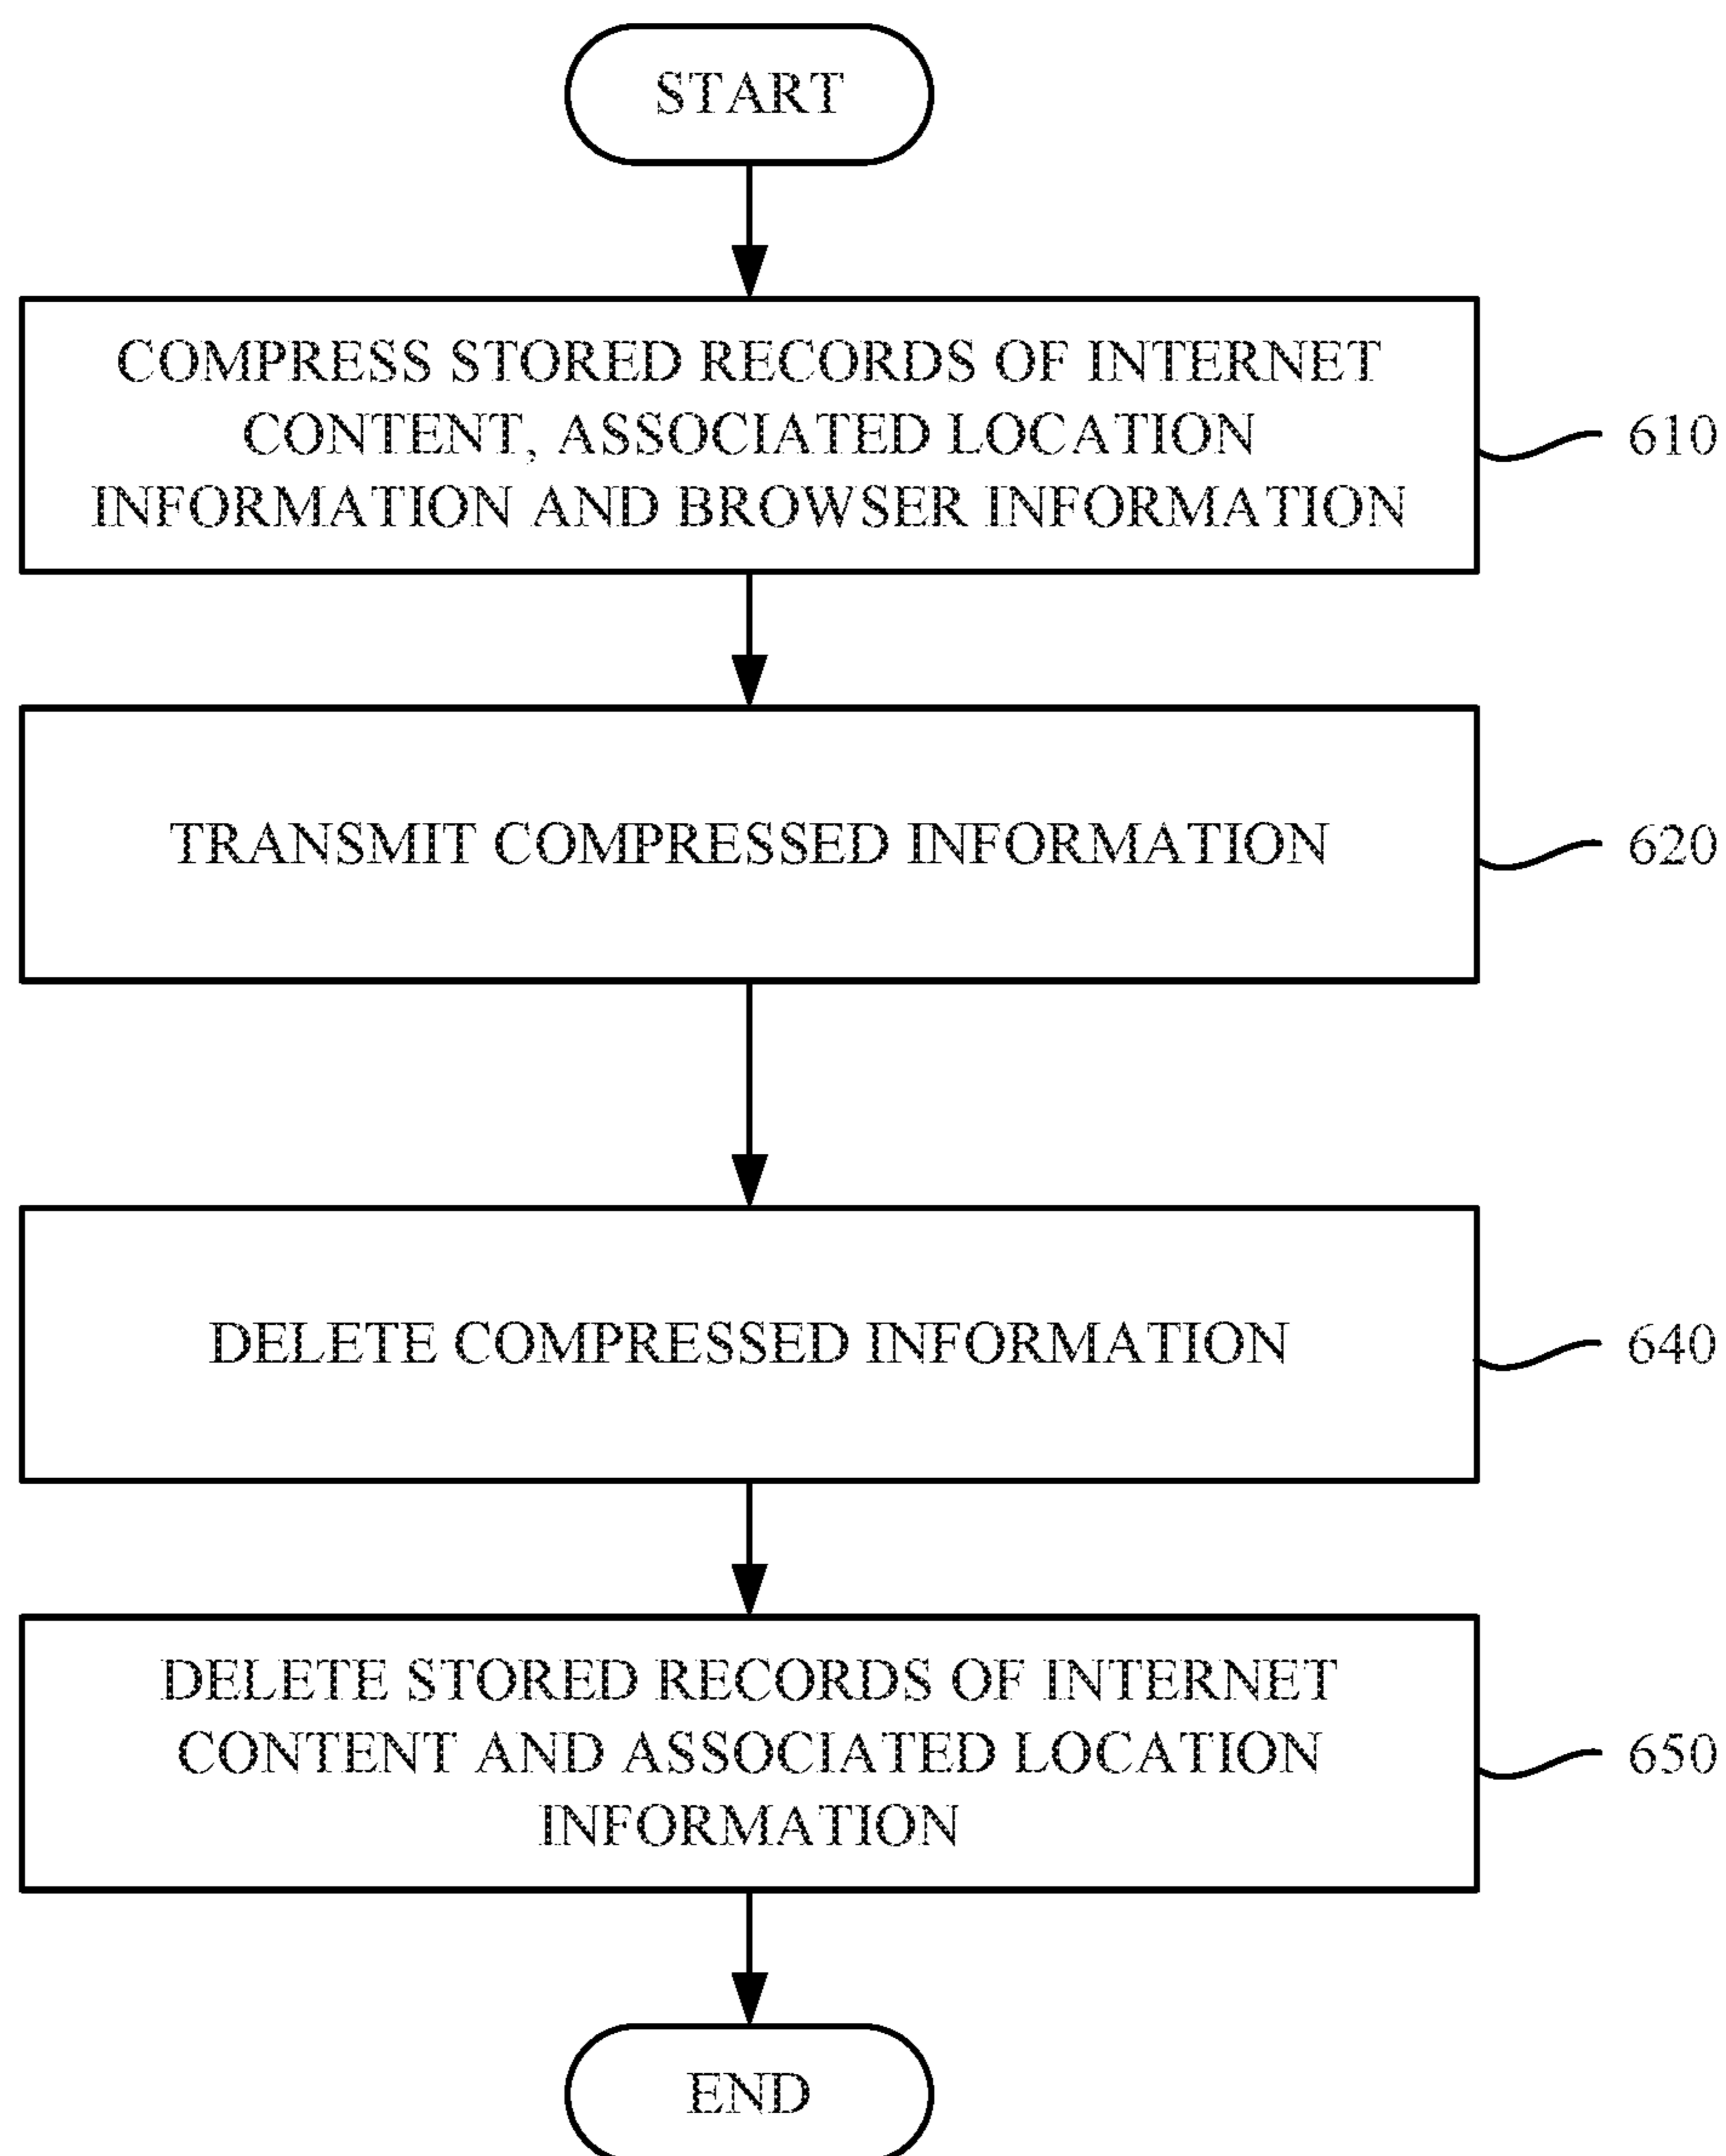 START
COMPRESS STORED RECORDS OF INTERNET
CONTENT, ASSOCIATED LOCATION
INFORMATION AND BROWSER INFORMATION
610
TRANSMIT COMPRESSED INFORMATION
620
DELETE COMPRESSED INFORMATION
640
DELETE STORED RECORDS OF INTERNET
CONTENT AND ASSOCIATED LOCATION
INFORMATION
650
END